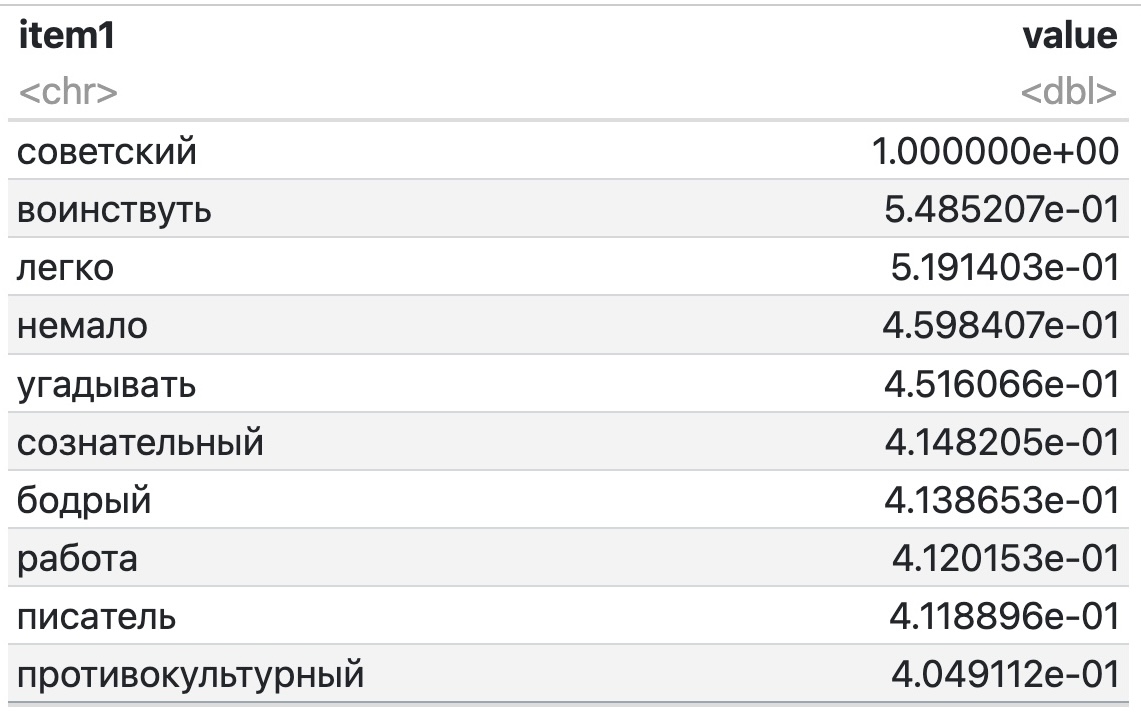 item1 value
<chr> <dbl>
советский 1.000000e+00
воинствуть 5.485207e-01
легко 5.191403e-01
немало 4.598407e-01
угадывать 4.516066e-01
сознательный 4.148205e-01
бодрый 4.138653e-01
работа 4.120153e-01
писатель 4.118896e-01
противокультурный 4.049112e-01